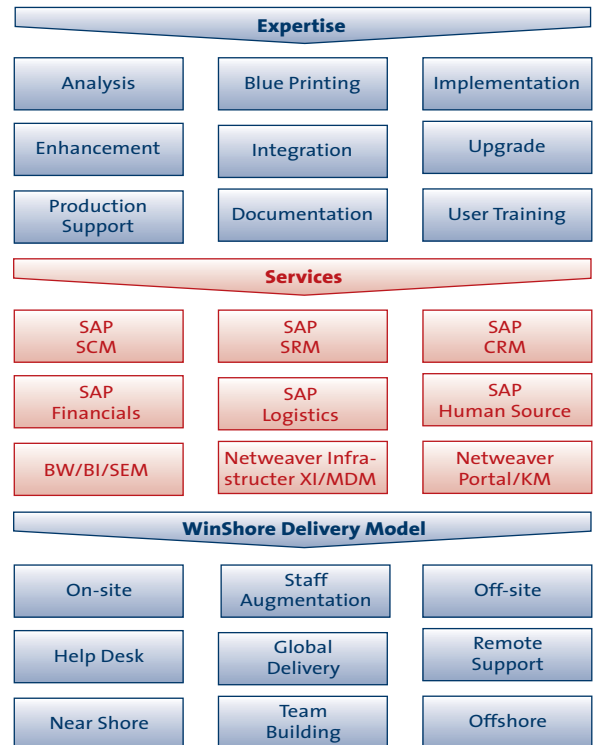 Expertise
Analysis
Blue Printing
Implementation
Enhancement
Integration
Upgrade
Production
Support
Documentation
User Training
Services
SAP
SCM
SAP
SRM
SAP
CRM
SAP
Financials
SAP
Logistics
SAP
Human Source
BW/BI/SEM
Netweaver Infra-
structer XI/MDM
Netweaver
Portal/KM
WinShore Delivery Model
On-site
Staff
Augmentation
Off-site
Help Desk
Global
Delivery
Remote
Support
Near Shore
Team
Building
Offshore